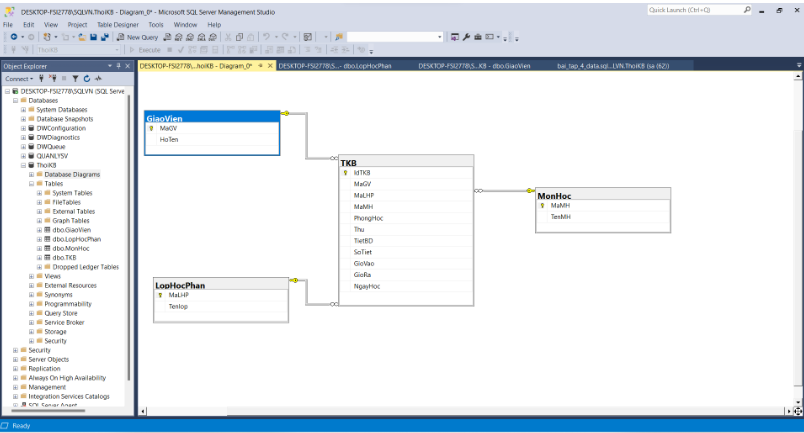 DESKTOP-FSI2778\SQLVN.ThoiKB - Diagram_0* - Microsoft SQL Server Management Studio
Quick Launch (Ctrl+Q)
File Edit View Project Table Designer Tools Window Help
New Query
ThoiKB
Execute
Object Explorer
DESKTOP-FSI2778\...hoiKB - Diagram_0*
DESKTOP-FSI2778\S...- dbo.LopHocPhan
DESKTOP-FSI2778\S...KB - dbo.GiaoVien
bai_tap_4_data.sql...LVN.ThoiKB (sa (62))
Connect
DESKTOP-FSI2778\SQLVN (SQL Serve
Databases
System Databases
Database Snapshots
DWConfiguration
DWDiagnostics
DWQueue
QUANLYSV
ThoiKB
Database Diagrams
Tables
System Tables
FileTables
External Tables
Graph Tables
dbo.GiaoVien
dbo.LopHocPhan
dbo.MonHoc
dbo.TKB
Dropped Ledger Tables
Views
External Resources
Synonyms
Programmability
Query Store
Service Broker
Storage
Security
Security
Server Objects
Replication
Always On High Availability
Management
Integration Services Catalogs
SQL Server Agent
GiaoVien
MaGV
HoTen
TKB
IdTKB
MaGV
MaLHP
MaMH
PhongHoc
Thu
TietBD
SoTiet
GioVao
GioRa
NgayHoc
MonHoc
MaMH
TenMH
LopHocPhan
MaLHP
Tenlop
Ready